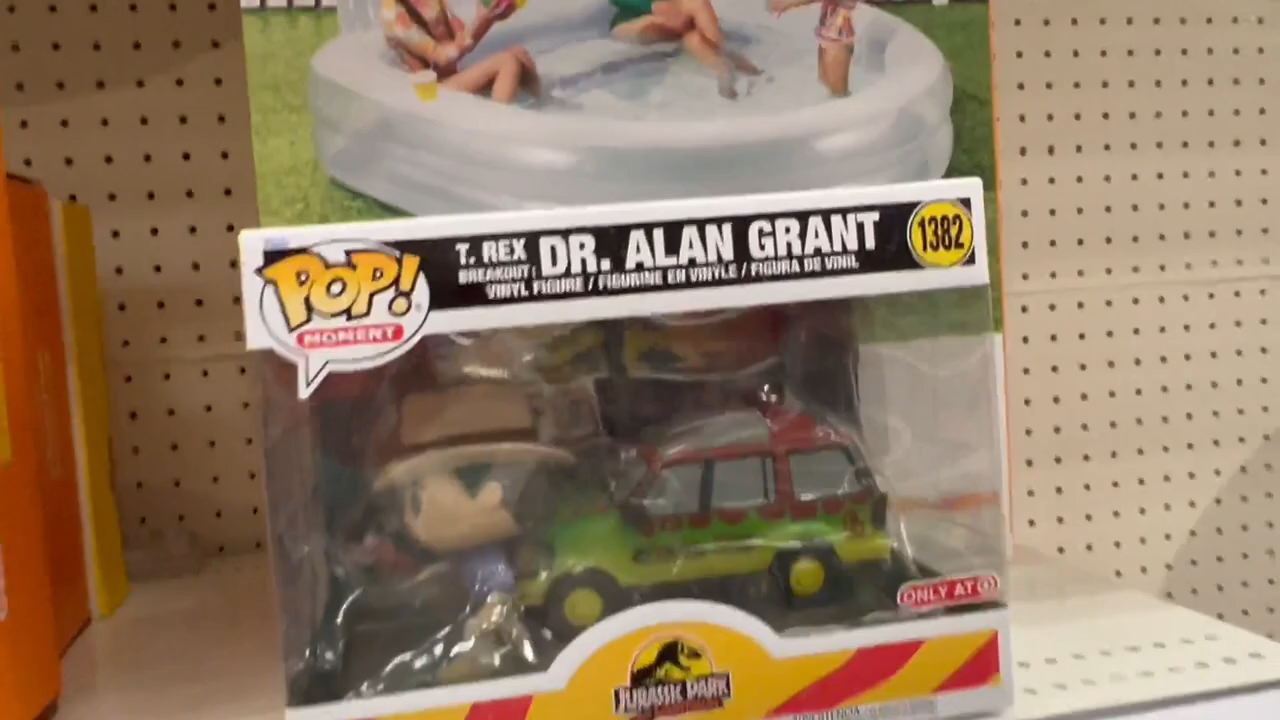 POP!
MOMENT
T. REX
BREAKOUT:
DR. ALAN GRANT
VINYL FIGURE / FIGURINE EN VINYLE / FIGURA DE VINIL
1382
ONLY AT
JURASSIC PARK